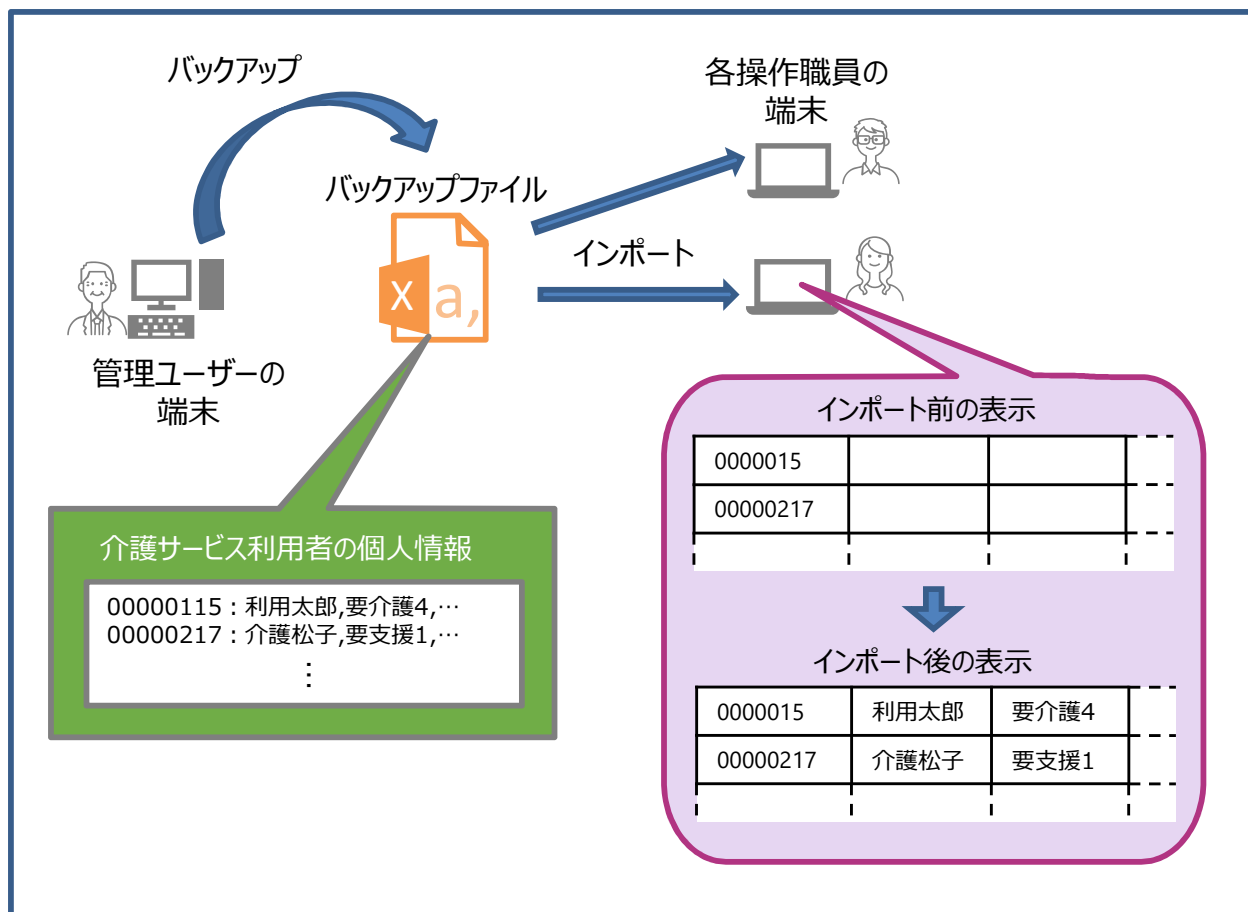 バックアップ
各操作職員の
端末
バックアップファイル
インポート
X a,
管理ユーザーの
端末
介護サービス利用者の個人情報
00000115：利用太郎,要介護4,…
00000217：介護松子,要支援1,…
⋮
インポート前の表示
0000015
00000217
インポート後の表示
0000015 利用太郎 要介護4
00000217 介護松子 要支援1